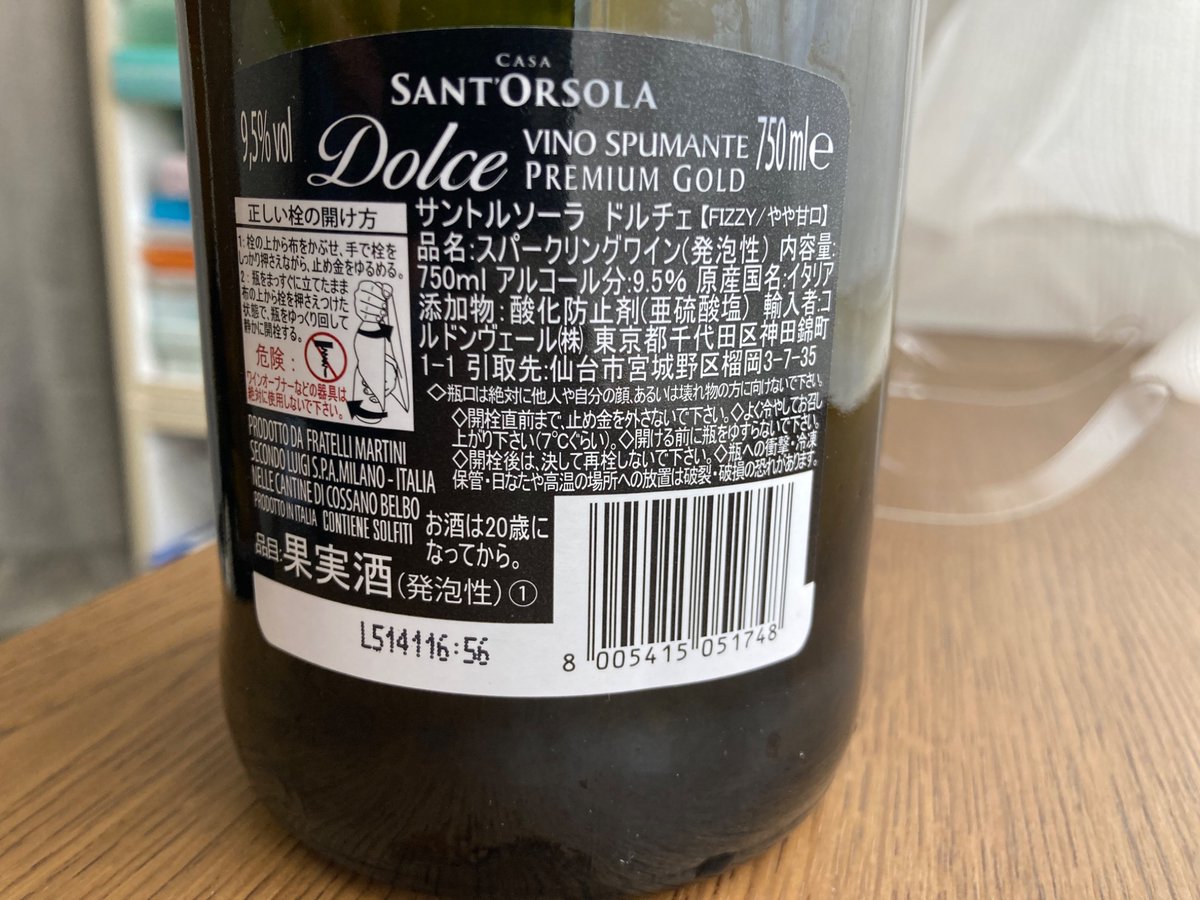 CASA
SANT'ORSOLA
9,5% vol
Dolce
VINO SPUMANTE
PREMIUM GOLD
750 ml e
正しい栓の開け方
1: 栓の上から布をかぶせ、手で栓を
しっかり押さえながら、止め金をゆるめる。
2: 瓶をまっすぐに立てたまま
布の上から栓を押さえつけた
状態で、瓶をゆっくり回して
静かに開栓する。
危険:
ワインオープナーなどの器具は
絶対に使用しないで下さい。
サントルソーラ ドルチェ【FIZZY/やや甘口】
品名:スパークリングワイン(発泡性) 内容量:
750ml アルコール分:9.5% 原産国名:イタリア
添加物:酸化防止剤(亜硫酸塩) 輸入者:コ
ルドンヴェール㈱ 東京都千代田区神田錦町
1-1 引取先:仙台市宮城野区榴岡3-7-35
◇瓶口は絶対に他人や自分の顔、あるいは壊れ物の方に向けないで下さい。
◇開栓直前まで、止め金を外さないで下さい。◇よく冷やしてお召し
上がり下さい(7℃ぐらい)。◇開ける前に瓶をゆすらないで下さい。
◇開栓後は、決して再栓しないで下さい。◇瓶への衝撃・冷凍
保管・日なたや高温の場所への放置は破裂・破損の恐れがあります。
PRODOTTO DA FRATELLI MARTINI
SECONDO LUIGI S.P.A. MILANO - ITALIA
NELLE CANTINE DI COSSANO BELBO
PRODOTTO IN ITALIA CONTIENE SOLFITI
お酒は20歳に
なってから。
品目:果実酒(発泡性)①
L514116:56
8 005415 051748